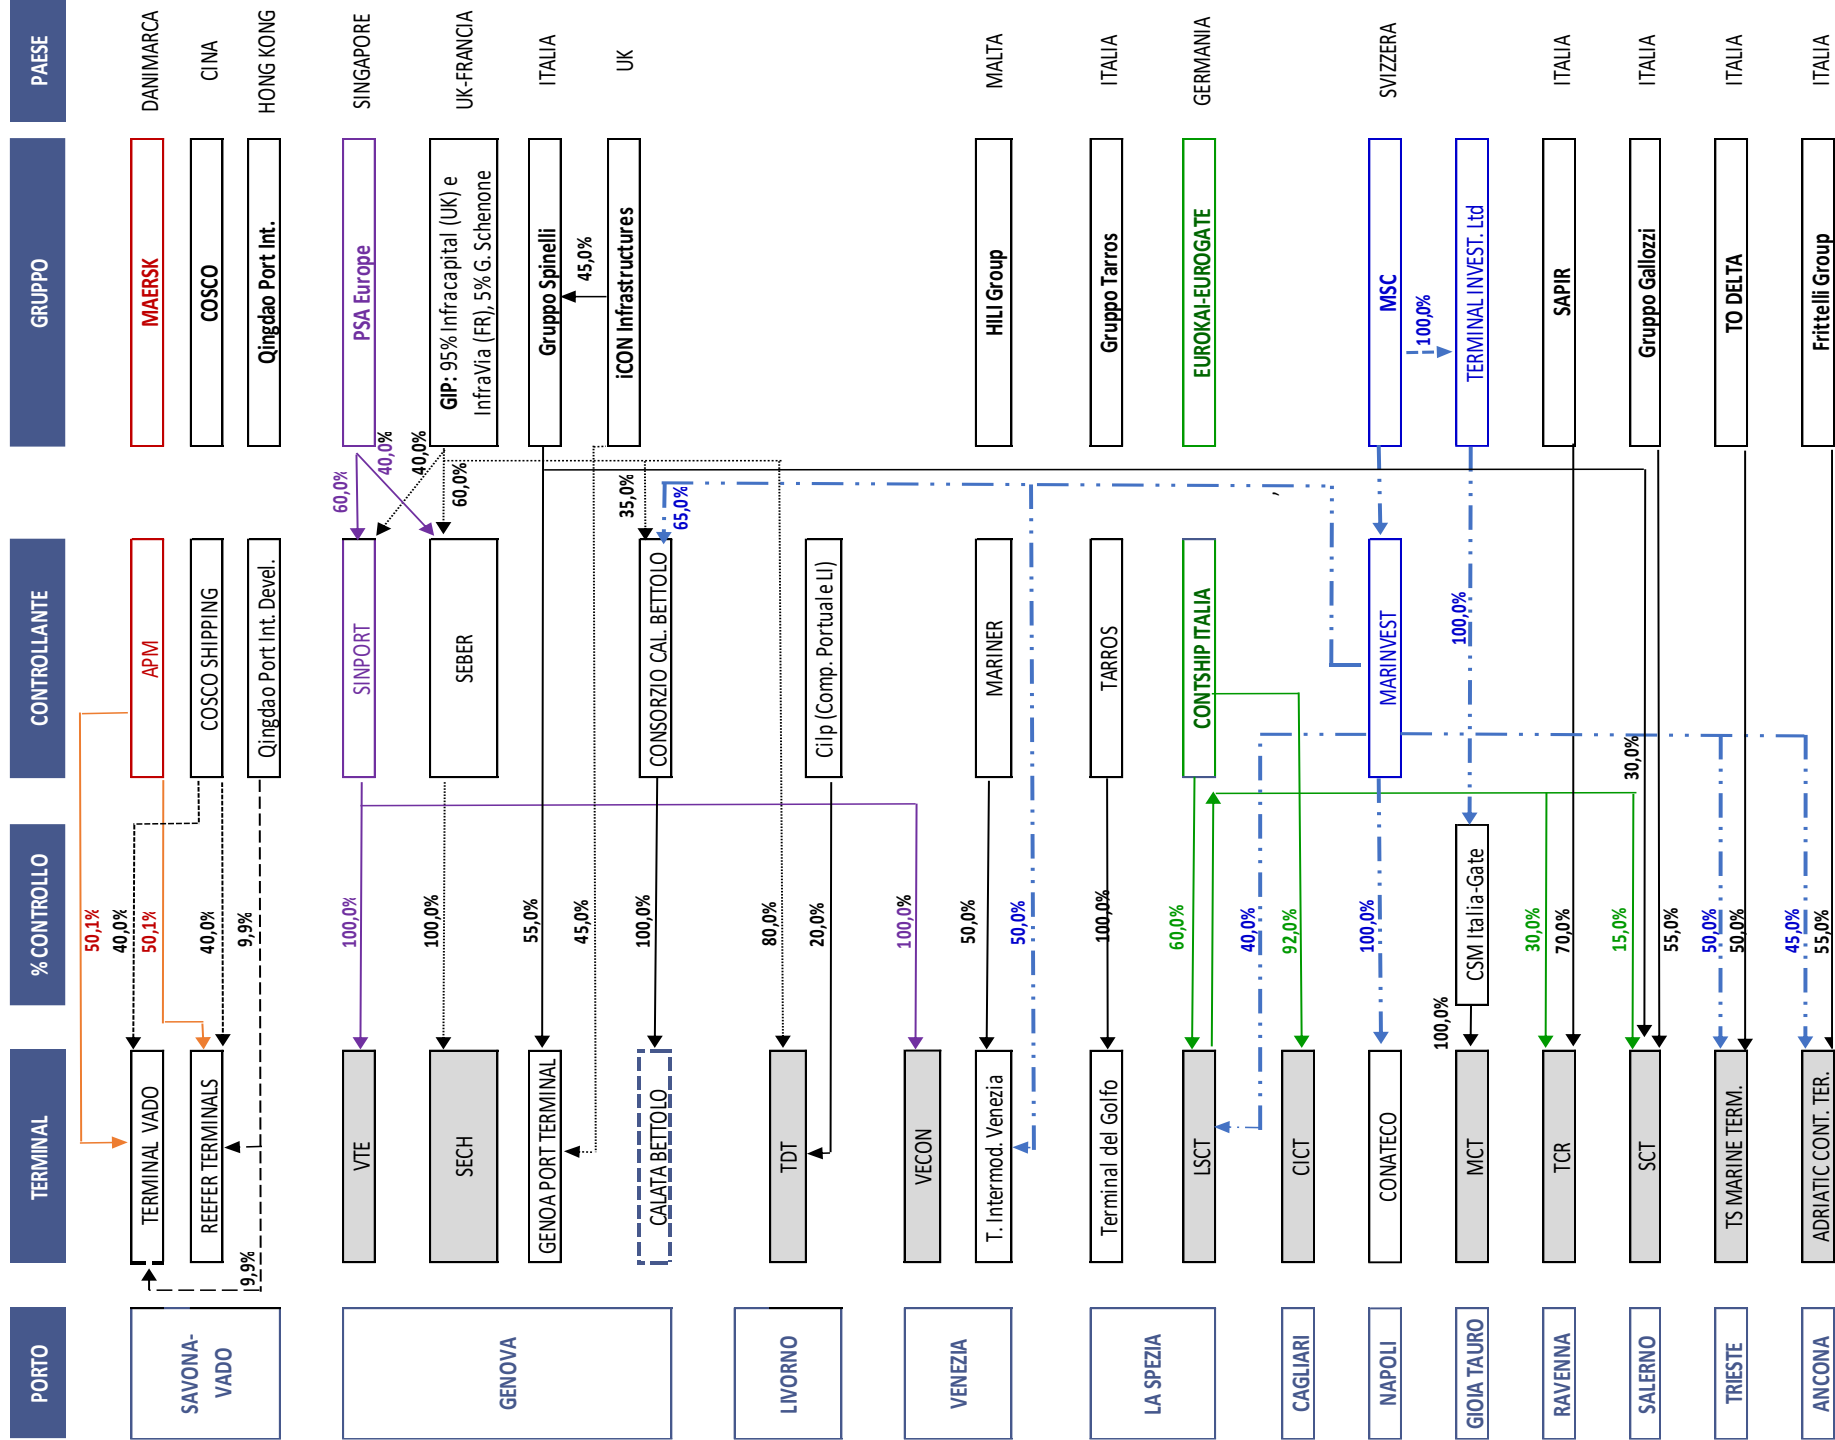 PORTO
TERMINAL
% CONTROLLO
CONTROLLANTE
GRUPPO
PAESE
SAVONA-
VADO
TERMINAL VADO
50,1%
40,0%
APM
MAERSK
DANIMARCA
REEFER TERMINALS
50,1%
40,0%
COSCO SHIPPING
COSCO
CINA
9,9%
9,9%
Qingdao Port Int. Devel.
Qingdao Port Int.
HONG KONG
GENOVA
VTE
100,0%
SINPORT
60,0%
40,0%
PSA Europe
SINGAPORE
SECH
100,0%
SEBER
40,0%
60,0%
GIP: 95% Infracapital (UK) e
InfraVia (FR), 5% G. Schenone
UK-FRANCIA
GENOA PORT TERMINAL
55,0%
45,0%
Gruppo Spinelli
ITALIA
45,0%
iCON Infrastructures
UK
CALATA BETTOLO
100,0%
CONSORZIO CAL. BETTOLO
35,0%
65,0%
LIVORNO
TDT
80,0%
20,0%
Cilp (Comp. Portuale LI)
VENEZIA
VECON
100,0%
T. Intermod. Venezia
50,0%
50,0%
MARINER
HILI Group
MALTA
LA SPEZIA
Terminal del Golfo
100,0%
TARROS
Gruppo Tarros
ITALIA
LSCT
60,0%
40,0%
CONTSHIP ITALIA
EUROKAI-EUROGATE
GERMANIA
CAGLIARI
CICT
92,0%
,
NAPOLI
CONATECO
100,0%
MARINVEST
MSC
SVIZZERA
100,0%
GIOIA TAURO
MCT
100,0%
CSM Italia-Gate
100,0%
TERMINAL INVEST. Ltd
RAVENNA
TCR
30,0%
70,0%
SAPIR
ITALIA
SALERNO
SCT
15,0%
55,0%
30,0%
Gruppo Gallozzi
ITALIA
TRIESTE
TS MARINE TERM.
50,0%
50,0%
TO DELTA
ITALIA
ANCONA
ADRIATIC CONT. TER.
45,0%
55,0%
Frittelli Group
ITALIA